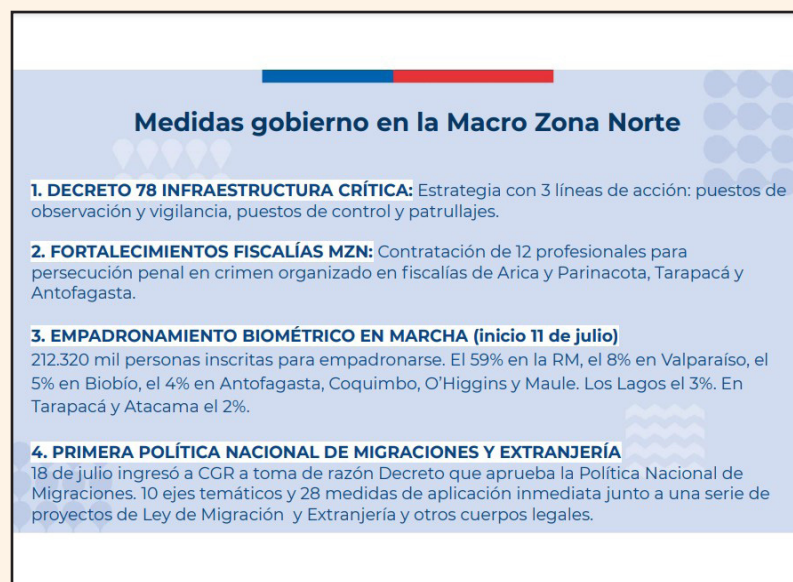 Medidas gobierno en la Macro Zona Norte
1. DECRETO 78 INFRAESTRUCTURA CRÍTICA: Estrategia con 3 líneas de acción: puestos de
observación y vigilancia, puestos de control y patrullajes.
2. FORTALECIMIENTOS FISCALÍAS MZN: Contratación de 12 profesionales para
persecución penal en crimen organizado en fiscalías de Arica y Parinacota, Tarapacá y
Antofagasta.
3. EMPADRONAMIENTO BIOMÉTRICO EN MARCHA (inicio 11 de julio)
212.320 mil personas inscritas para empadronarse. El 59% en la RM, el 8% en Valparaíso, el
5% en Biobío, el 4% en Antofagasta, Coquimbo, O’Higgins y Maule. Los Lagos el 3%. En
Tarapacá y Atacama el 2%.
4. PRIMERA POLÍTICA NACIONAL DE MIGRACIONES Y EXTRANJERÍA
18 de julio ingresó a CGR a toma de razón Decreto que aprueba la Política Nacional de
Migraciones. 10 ejes temáticos y 28 medidas de aplicación inmediata junto a una serie de
proyectos de Ley de Migración y Extranjería y otros cuerpos legales.